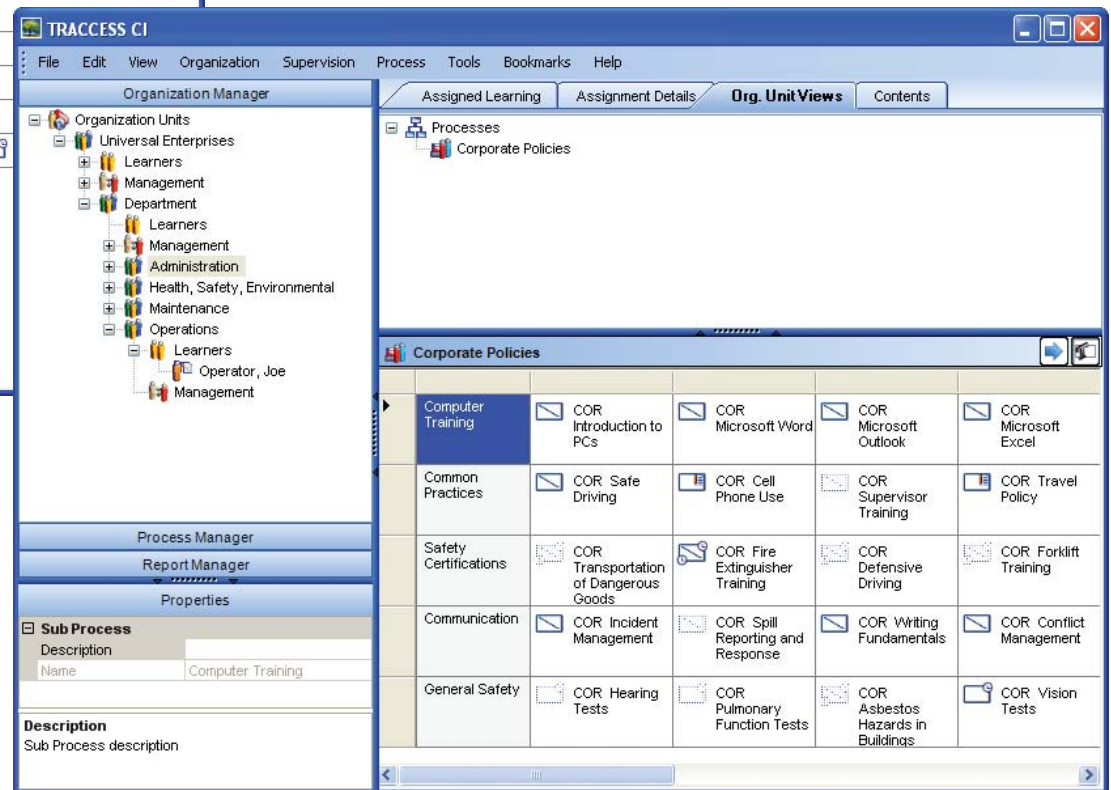 TRACCESS CI
File Edit View Organization Supervision Process Tools Bookmarks Help
Organization Manager
Organization Units
Universal Enterprises
Learners
Management
Department
Learners
Management
Administration
Health, Safety, Environmental
Maintenance
Operations
Learners
Operator, Joe
Management
Process Manager
Report Manager
Properties
Sub Process
Description
Name Computer Training
Description
Sub Process description
Assigned Learning Assignment Details Org. Unit Views Contents
Processes
Corporate Policies
Corporate Policies
Computer
Training
COR
Introduction to
PCs
COR
Microsoft Word
COR
Microsoft
Outlook
COR
Microsoft
Excel
Common
Practices
COR Safe
Driving
COR Cell
Phone Use
COR
Supervisor
Training
COR Travel
Policy
Safety
Certifications
COR
Transportation
of Dangerous
Goods
COR Fire
Extinguisher
Training
COR
Defensive
Driving
COR Forklift
Training
Communication
COR Incident
Management
COR Spill
Reporting and
Response
COR Writing
Fundamentals
COR Conflict
Management
General Safety
COR Hearing
Tests
COR
Pulmonary
Function Tests
COR
Asbestos
Hazards in
Buildings
COR Vision
Tests